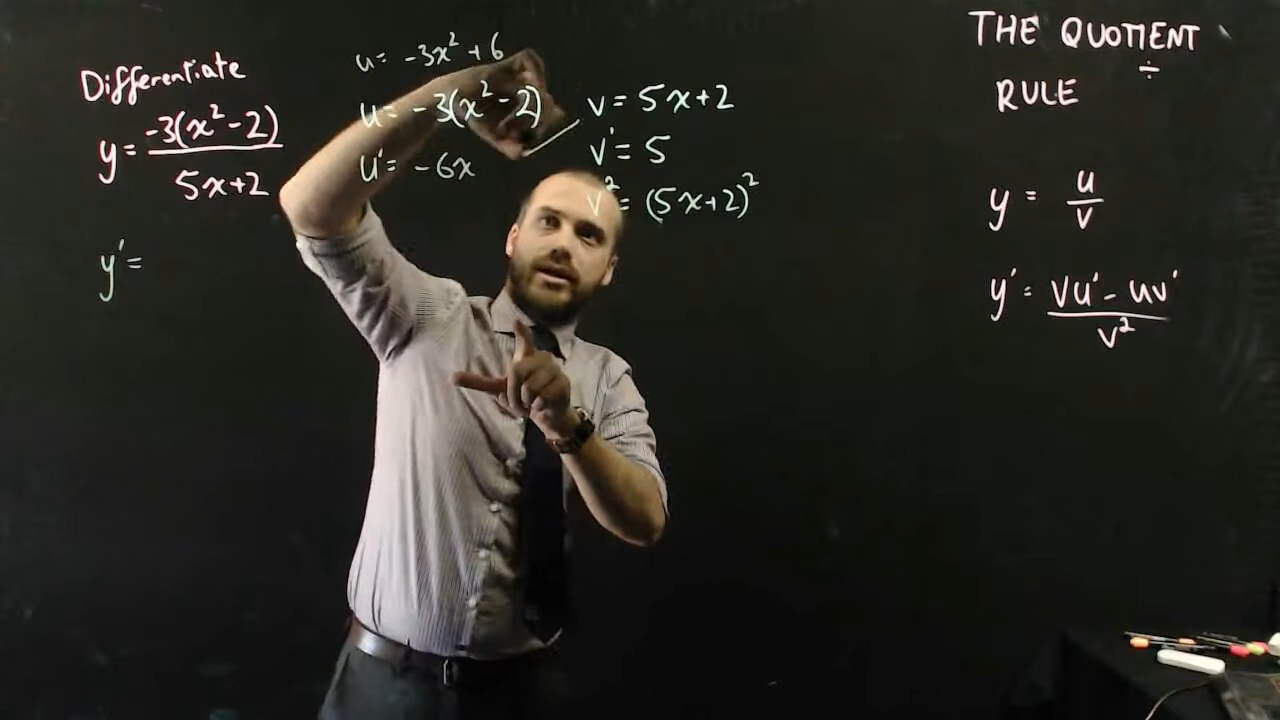 Differentiate
y = -3(x² - 2) / 5x+2
y' =
u = -3x² + 6
u = -3(x² - 2)
u' = -6x
v = 5x+2
v' = 5
v² = (5x+2)²
THE QUOTIENT
÷
RULE
y = u / v
y' = vu' - uv' / v²